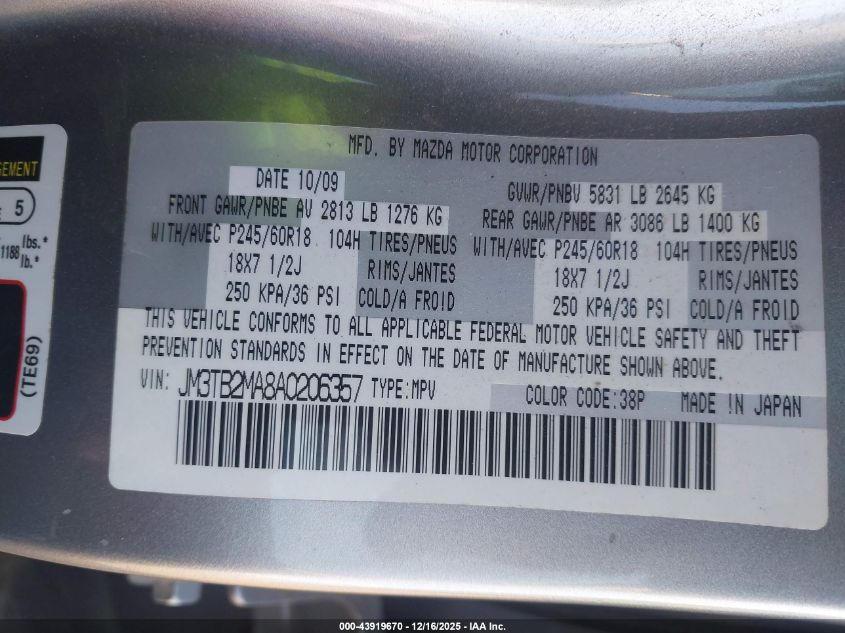 MFD. BY MAZDA MOTOR CORPORATION
DATE 10/09 GVWR/PNBV 5831 LB 2645 KG
FRONT GAWR/PNBE AV 2813 LB 1276 KG REAR GAWR/PNBE AR 3086 LB 1400 KG
WITH/AVEC P245/60R18 104H TIRES/PNEUS WITH/AVEC P245/60R18 104H TIRES/PNEUS
18X7 1/2J RIMS/JANTES 18X7 1/2J RIMS/JANTES
250 KPA/36 PSI COLD/A FROID 250 KPA/36 PSI COLD/A FROID
THIS VEHICLE CONFORMS TO ALL APPLICABLE FEDERAL MOTOR VEHICLE SAFETY AND THEFT
PREVENTION STANDARDS IN EFFECT ON THE DATE OF MANUFACTURE SHOWN ABOVE.
VIN: JM3TB2MA8A0206357 TYPE:MPV COLOR CODE:38P MADE IN JAPAN
5
1188 lbs.*
lb.*
(TE69)
000-43919670 - 12/16/2025 - IAA Inc.